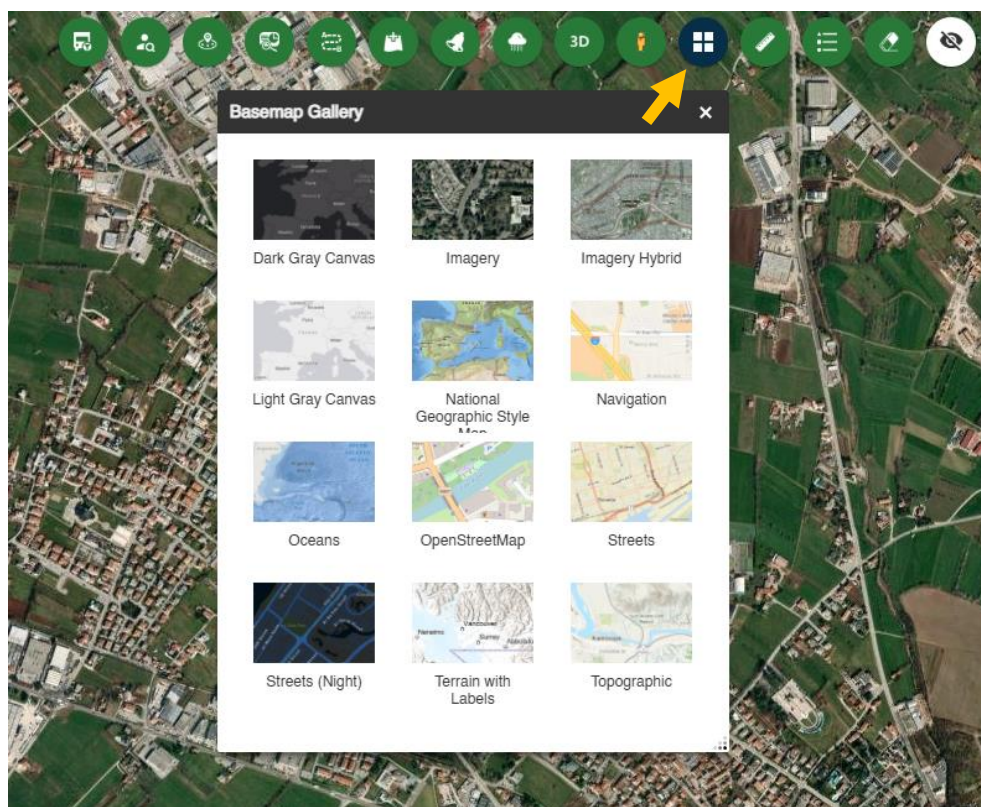 3D
Basemap Gallery
Dark Gray Canvas
Imagery
Imagery Hybrid
Light Gray Canvas
National
Geographic Style
Map
Navigation
Oceans
OpenStreetMap
Streets
Streets (Night)
Terrain with
Labels
Topographic